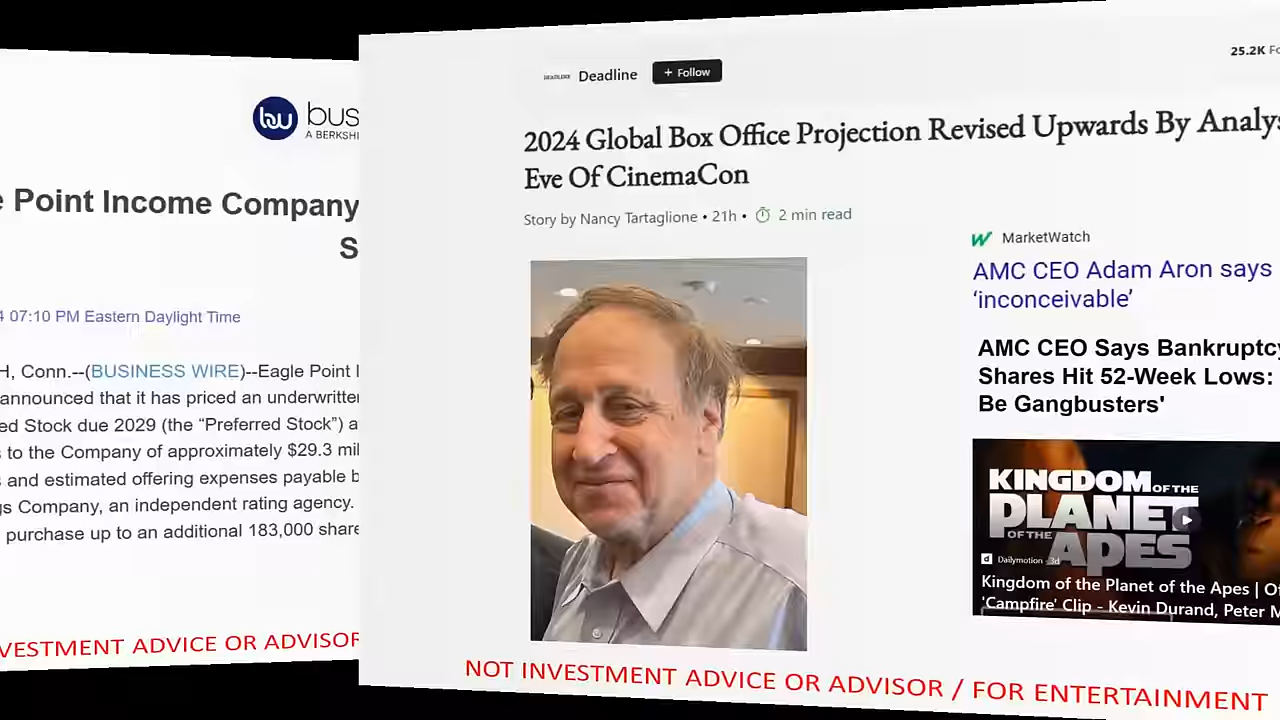 bus
A BERKSHI
e Point Income Company
S
4 07:10 PM Eastern Daylight Time
H, Conn.--(BUSINESS WIRE)--Eagle Point I
announced that it has priced an underwritte
ed Stock due 2029 (the “Preferred Stock”) a
s to the Company of approximately $29.3 mil
s and estimated offering expenses payable b
gs Company, an independent rating agency.
purchase up to an additional 183,000 share
VESTMENT ADVICE OR ADVISOR
25.2K Fo
DEADLINE Deadline + Follow
2024 Global Box Office Projection Revised Upwards By Analys
Eve Of CinemaCon
Story by Nancy Tartaglione • 21h • 2 min read
MarketWatch
AMC CEO Adam Aron says
‘inconceivable’
AMC CEO Says Bankruptcy
Shares Hit 52-Week Lows:
Be Gangbusters'
KINGDOM OF THE
PLANET
OF THE APES
Dailymotion · 3d
Kingdom of the Planet of the Apes | Of
'Campfire' Clip - Kevin Durand, Peter M
NOT INVESTMENT ADVICE OR ADVISOR / FOR ENTERTAINMENT